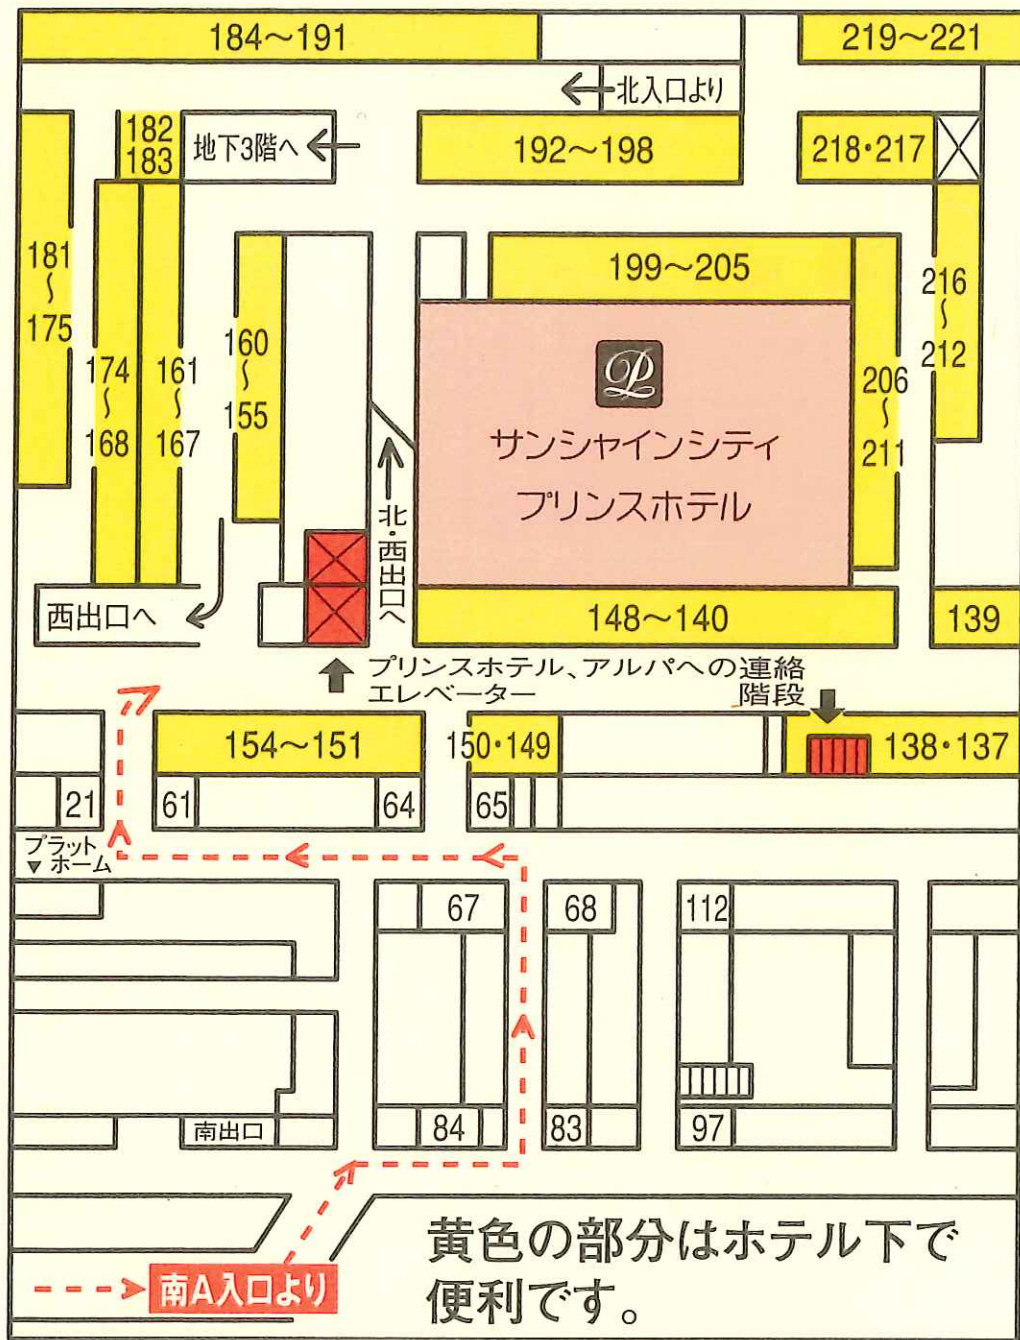 184～191
219～221
←北入口より
182
183
地下3階へ←
192～198
218・217
181
～
175
174
～
168
161
～
167
160
～
155
199～205
216
～
212
206
～
211
サンシャインシティ
プリンスホテル
北・西出口へ
西出口へ
148～140
139
プリンスホテル、アルパへの連絡
エレベーター
階段
154～151
150・149
138・137
21
61
64
65
プラット
▼ホーム
67
68
112
南出口
84
83
97
南A入口より
黄色の部分はホテル下で
便利です。